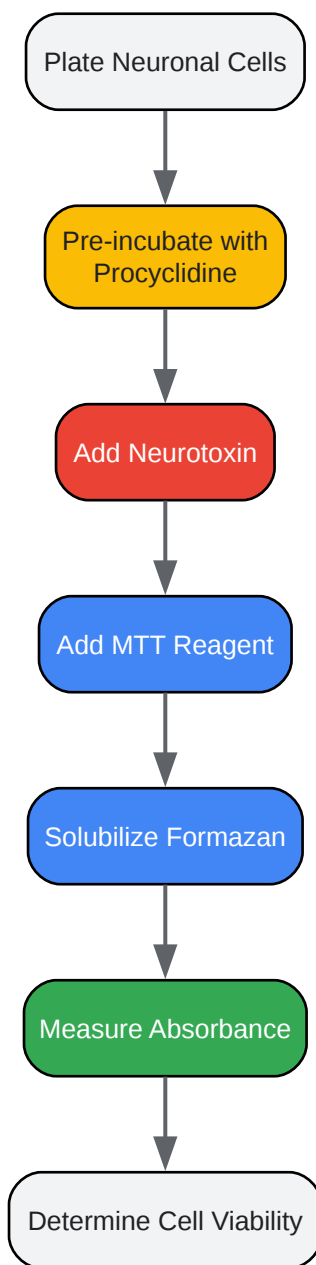 Plate Neuronal Cells
Pre-incubate with
Procyclidine
Add Neurotoxin
Add MTT Reagent
Solubilize Formazan
Measure Absorbance
Determine Cell Viability